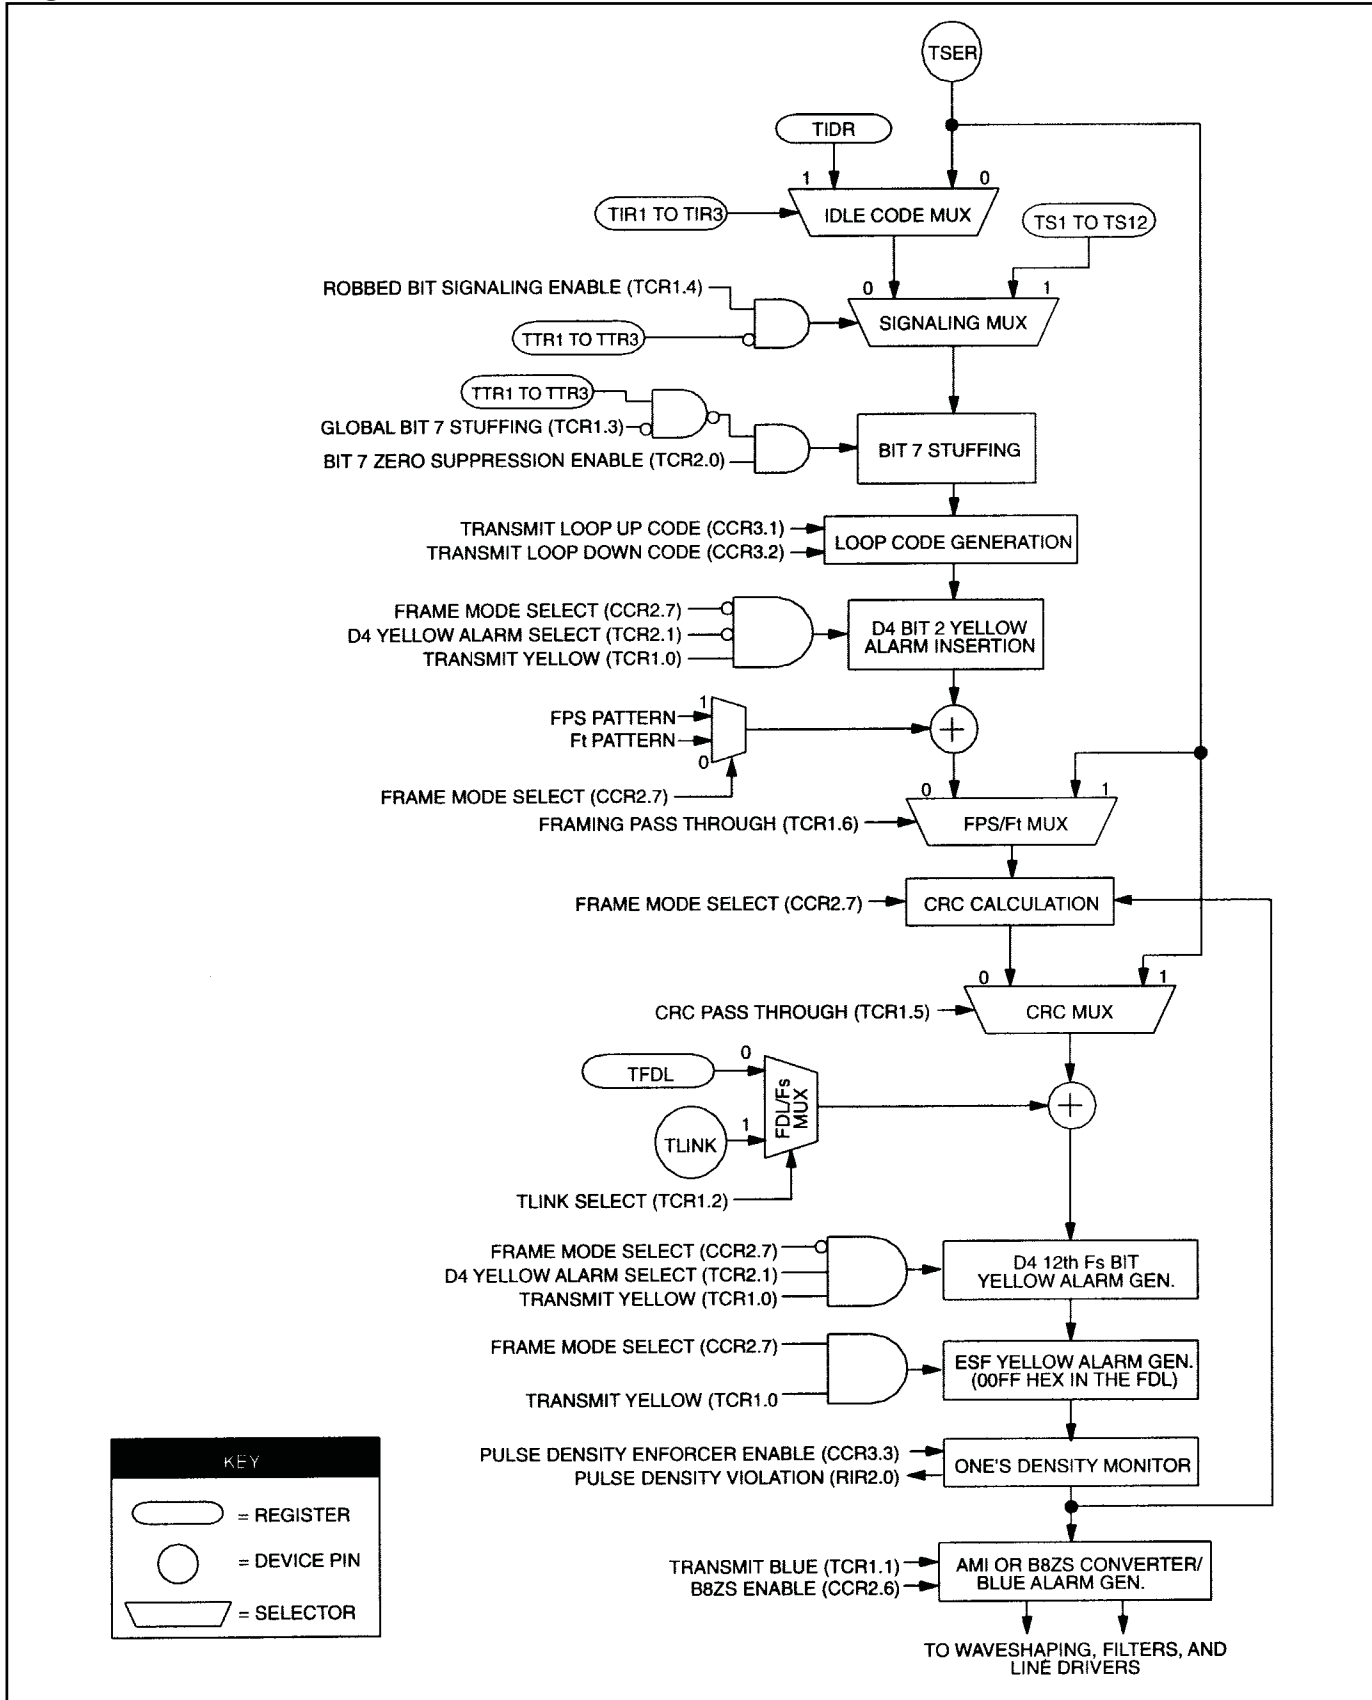 TSER
TIDR
1
0
TIR1 TO TIR3
IDLE CODE MUX
TS1 TO TS12
ROBBED BIT SIGNALING ENABLE (TCR1.4)
0
1
TTR1 TO TTR3
SIGNALING MUX
TTR1 TO TTR3
GLOBAL BIT 7 STUFFING (TCR1.3)
BIT 7 ZERO SUPPRESSION ENABLE (TCR2.0)
BIT 7 STUFFING
TRANSMIT LOOP UP CODE (CCR3.1)
TRANSMIT LOOP DOWN CODE (CCR3.2)
LOOP CODE GENERATION
FRAME MODE SELECT (CCR2.7)
D4 YELLOW ALARM SELECT (TCR2.1)
TRANSMIT YELLOW (TCR1.0)
D4 BIT 2 YELLOW
ALARM INSERTION
1
FPS PATTERN
Ft PATTERN
0
+
FRAME MODE SELECT (CCR2.7)
0
1
FRAMING PASS THROUGH (TCR1.6)
FPS/Ft MUX
FRAME MODE SELECT (CCR2.7)
CRC CALCULATION
0
1
CRC PASS THROUGH (TCR1.5)
CRC MUX
0
TFDL
FDL/Fs
MUX
+
1
TLINK
TLINK SELECT (TCR1.2)
FRAME MODE SELECT (CCR2.7)
D4 YELLOW ALARM SELECT (TCR2.1)
TRANSMIT YELLOW (TCR1.0)
D4 12th Fs BIT
YELLOW ALARM GEN.
FRAME MODE SELECT (CCR2.7)
TRANSMIT YELLOW (TCR1.0
ESF YELLOW ALARM GEN.
(00FF HEX IN THE FDL)
PULSE DENSITY ENFORCER ENABLE (CCR3.3)
PULSE DENSITY VIOLATION (RIR2.0)
ONE'S DENSITY MONITOR
TRANSMIT BLUE (TCR1.1)
B8ZS ENABLE (CCR2.6)
AMI OR B8ZS CONVERTER/
BLUE ALARM GEN.
TO WAVESHAPING, FILTERS, AND
LINE DRIVERS
KEY
= REGISTER
= DEVICE PIN
= SELECTOR